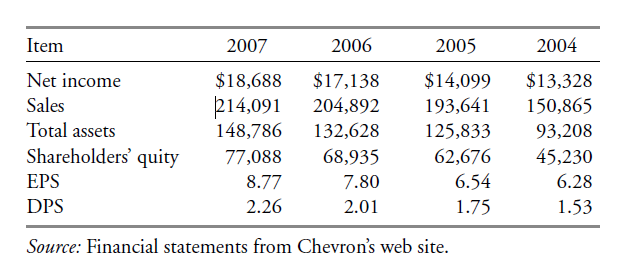 Item 2007 2006 2005 2004
Net income $18,688 $17,138 $14,099 $13,328
Sales 214,091 204,892 193,641 150,865
Total assets 148,786 132,628 125,833 93,208
Shareholders’ quity 77,088 68,935 62,676 45,230
EPS 8.77 7.80 6.54 6.28
DPS 2.26 2.01 1.75 1.53
Source: Financial statements from Chevron’s web site.